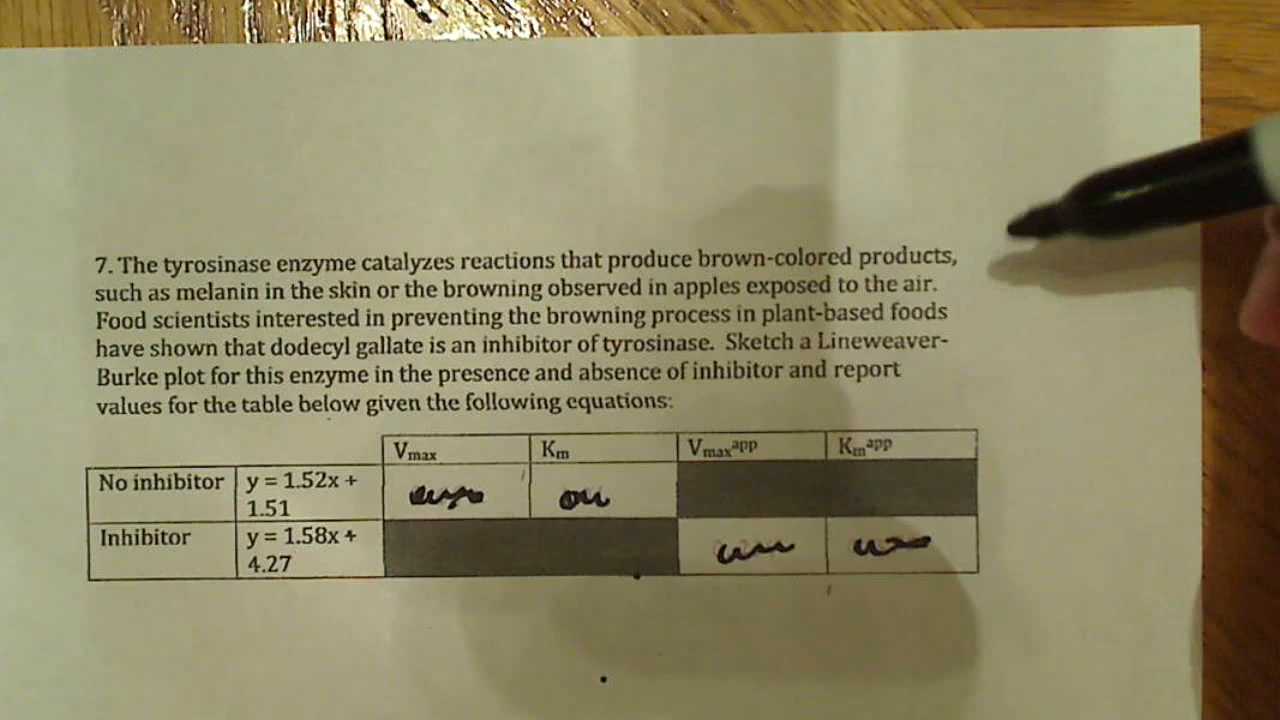 7. The tyrosinase enzyme catalyzes reactions that produce brown-colored products,
such as melanin in the skin or the browning observed in apples exposed to the air.
Food scientists interested in preventing the browning process in plant-based foods
have shown that dodecyl gallate is an inhibitor of tyrosinase. Sketch a Lineweaver-
Burke plot for this enzyme in the presence and absence of inhibitor and report
values for the table below given the following equations:
Vmax Km Vmaxapp Kmapp
No inhibitor y = 1.52x +
1.51
Inhibitor y = 1.58x +
4.27